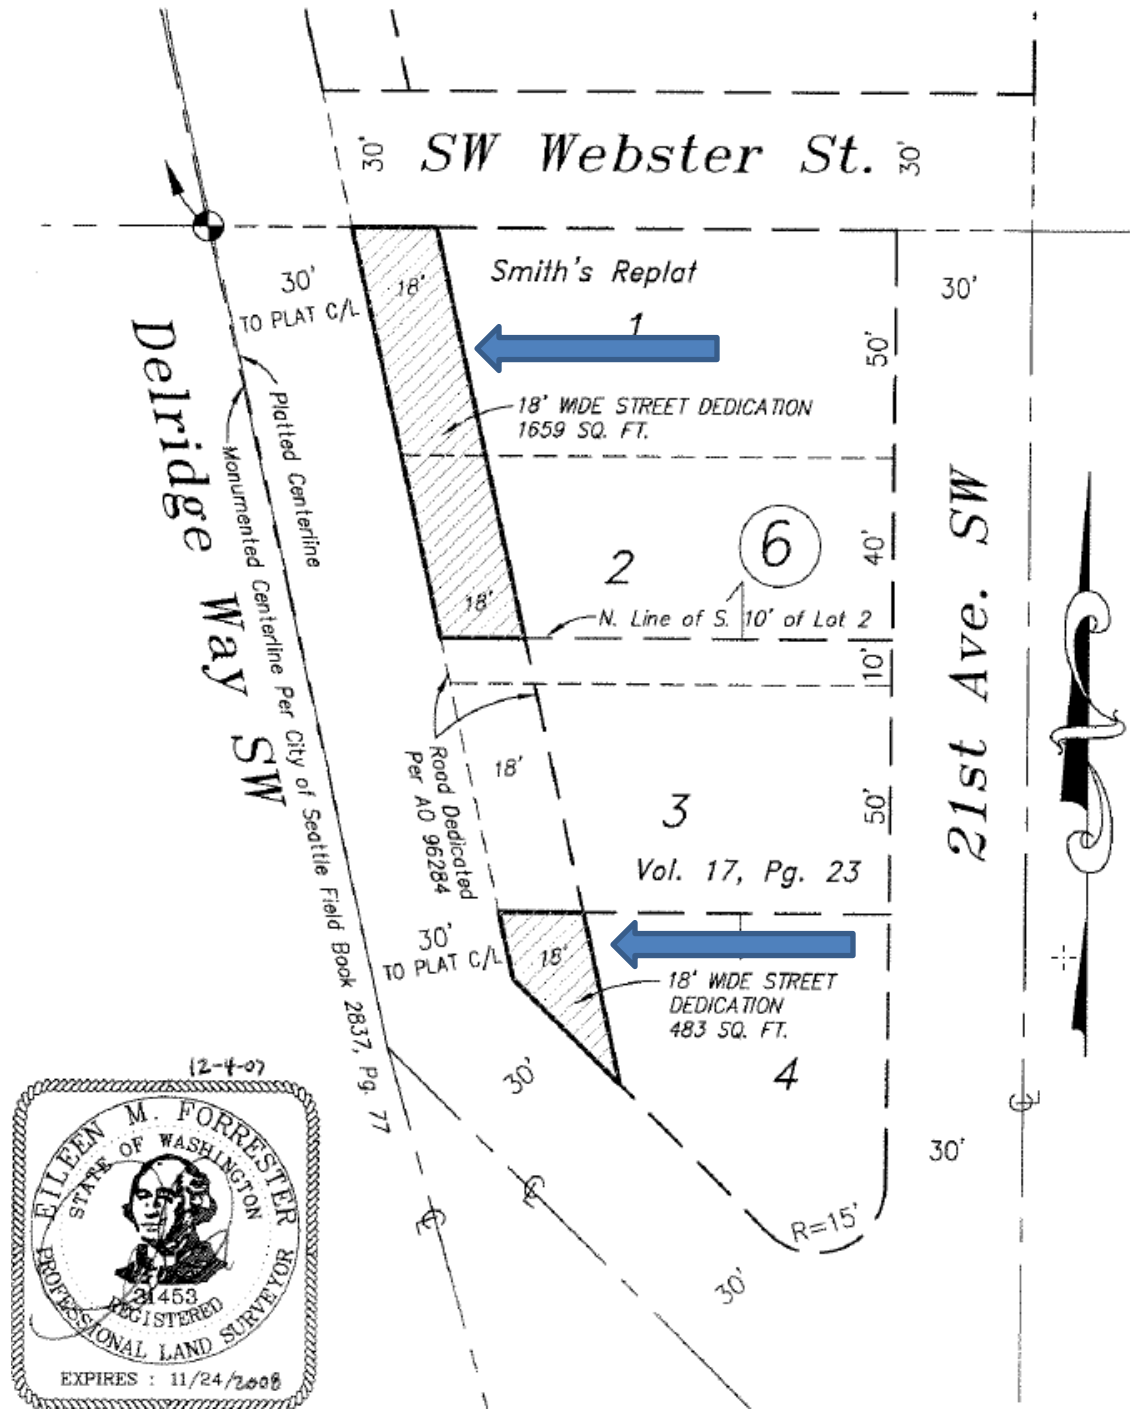 30'
SW Webster St.
30'
Smith's Replat
30'
TO PLAT C/L
18'
1
30'
50'
Delridge Way SW
Platted Centerline
Monumented Centerline Per City of Seattle Field Book 2837, Pg. 77
18' WIDE STREET DEDICATION
1659 SQ. FT.
21st Ave. SW
6
40'
2
18'
N. Line of S. 10' of Lot 2
10'
Road Dedicated
Per AO 96284
18'
3
50'
Vol. 17, Pg. 23
30'
TO PLAT C/L
18'
18' WIDE STREET
DEDICATION
483 SQ. FT.
30'
4
30'
R=15'
30'
12-4-07
EILEEN M. FORRESTER
STATE OF WASHINGTON
31453
REGISTERED
PROFESSIONAL LAND SURVEYOR
EXPIRES : 11/24/2008